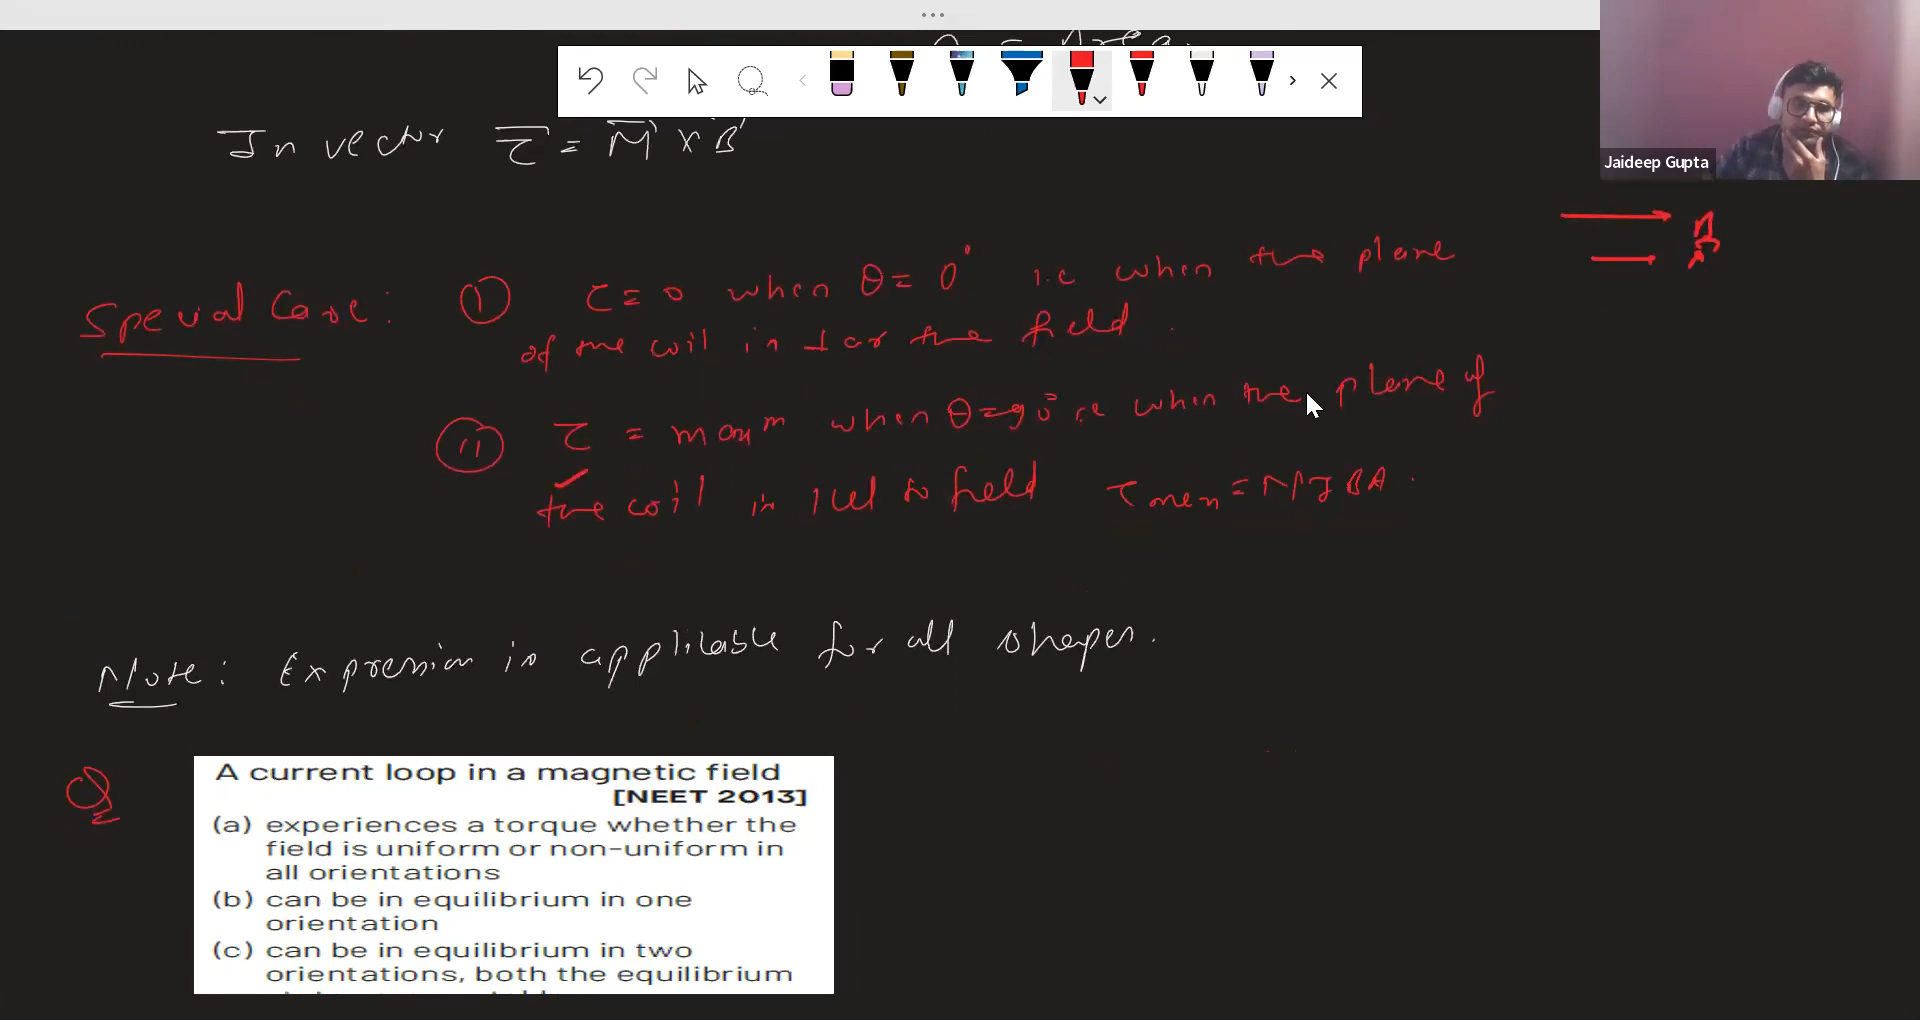 In vector τ = M × B
Jaideep Gupta
Special Case: (I) τ = 0 when θ = 0° i.e when the plane
of the coil is ⊥ar the field.
(II) τ = maxm when θ = 90° i.e when the plane of
the coil is llel to field τmax = NIBA.
Note: Expression is applicable for all shapes.
Q
A current loop in a magnetic field
[NEET 2013]
(a) experiences a torque whether the
field is uniform or non-uniform in
all orientations
(b) can be in equilibrium in one
orientation
(c) can be in equilibrium in two
orientations, both the equilibrium